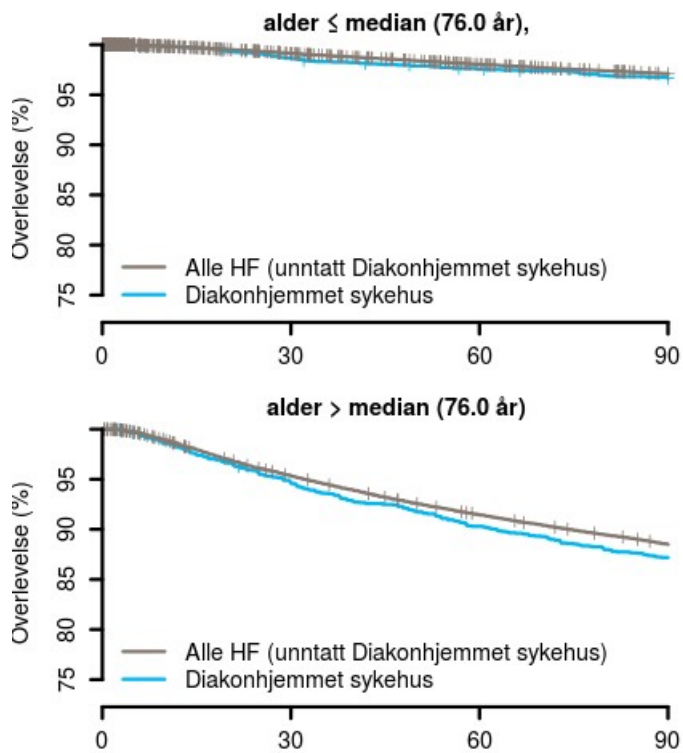 alder ≤ median (76.0 år),
Overlevelse (%)
95
90
85
80
75
Alle HF (unntatt Diakonhjemmet sykehus)
Diakonhjemmet sykehus
0 30 60 90
alder > median (76.0 år)
Overlevelse (%)
95
90
85
80
75
Alle HF (unntatt Diakonhjemmet sykehus)
Diakonhjemmet sykehus
0 30 60 90